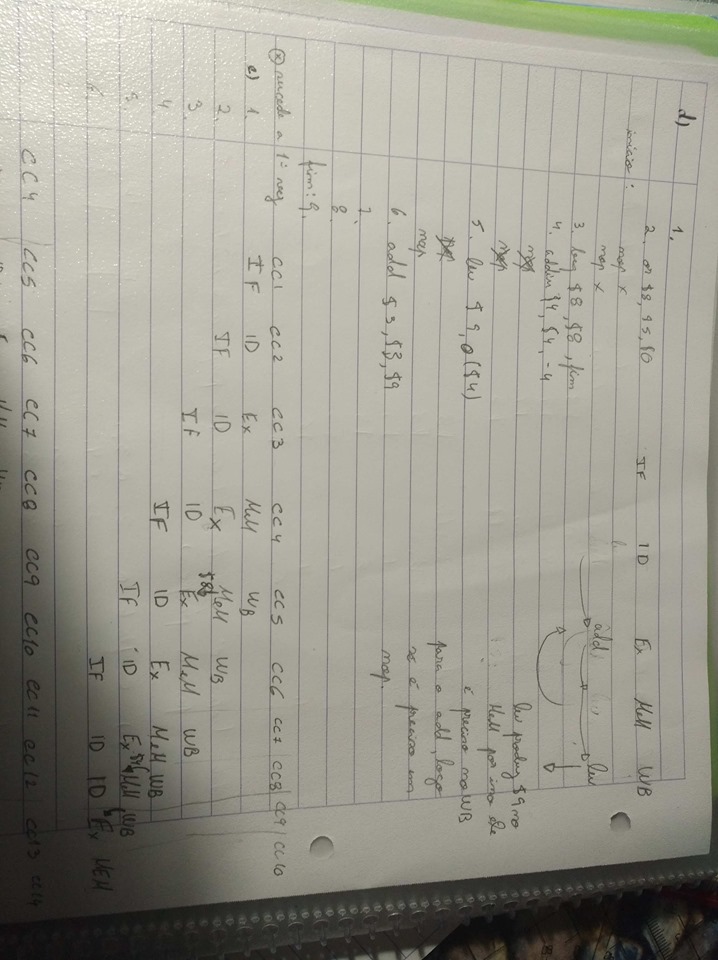 d)
1. IF ID Ex MeM WB
início: 2. or $8, $5, $0
nop x add lw
nop x
3. beq $8, $8, fim
4. addiu $4, $4, -4
nop lw produz $9 no
nop MeM por isso ele
5. lw $9, 0($4) é preciso no WB
nop para o add, logo
nop é preciso um
6. add $3, $3, $9 nop.
7.
8.
fim: 9.
(x) sucede a 1ª vez CC1 CC2 CC3 CC4 CC5 CC6 CC7 CC8 CC9 CC10
e) 1. IF ID Ex MeM WB
2. IF ID Ex MeM WB
3. IF ID Ex MeM WB
4. IF ID Ex MeM WB
5. IF ID Ex MeM WB
6. IF ID ID Ex MEM
CC4 CC5 CC6 CC7 CC8 CC9 CC10 CC11 CC12 CC13 CC14